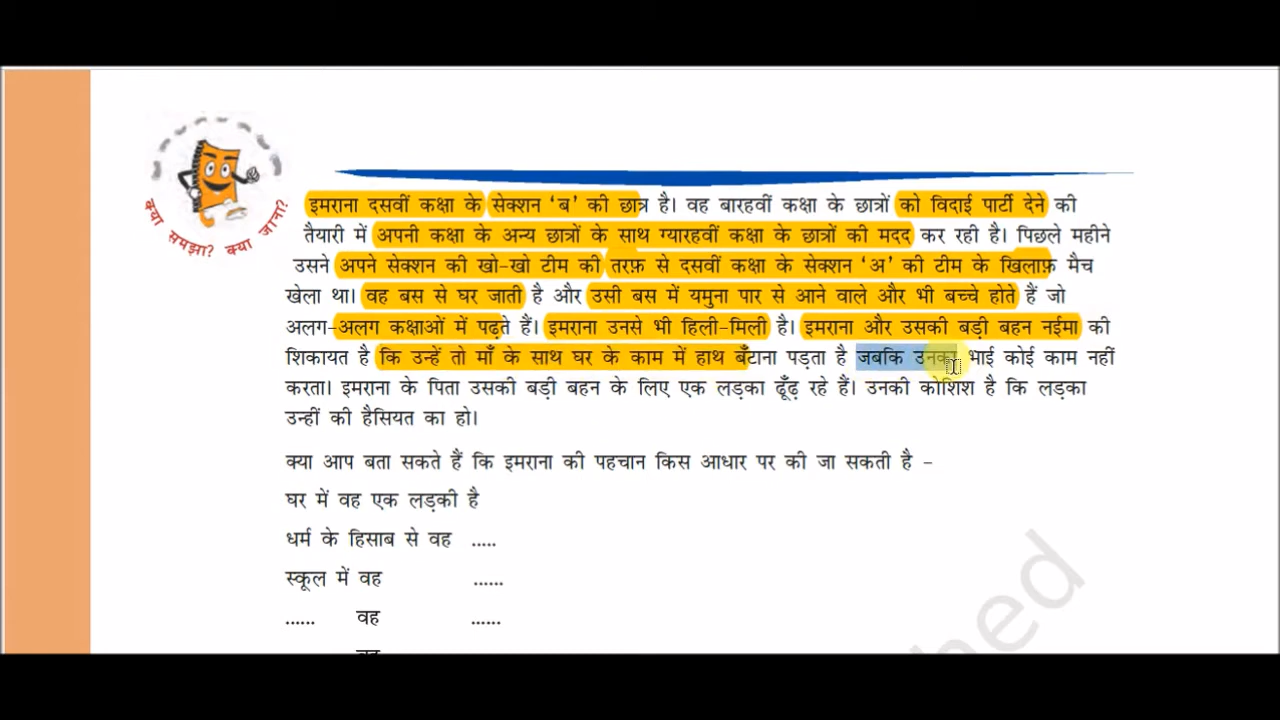 क्या समझा? क्या जाना?
इमराना दसवीं कक्षा के सेक्शन ‘ब’ की छात्र है। वह बारहवीं कक्षा के छात्रों को विदाई पार्टी देने की
तैयारी में अपनी कक्षा के अन्य छात्रों के साथ ग्यारहवीं कक्षा के छात्रों की मदद कर रही है। पिछले महीने
उसने अपने सेक्शन की खो-खो टीम की तरफ़ से दसवीं कक्षा के सेक्शन ‘अ’ की टीम के खिलाफ़ मैच
खेला था। वह बस से घर जाती है और उसी बस में यमुना पार से आने वाले और भी बच्चे होते हैं जो
अलग-अलग कक्षाओं में पढ़ते हैं। इमराना उनसे भी हिली-मिली है। इमराना और उसकी बड़ी बहन नईमा की
शिकायत है कि उन्हें तो माँ के साथ घर के काम में हाथ बँटाना पड़ता है जबकि उनका भाई कोई काम नहीं
करता। इमराना के पिता उसकी बड़ी बहन के लिए एक लड़का ढूँढ़ रहे हैं। उनकी कोशिश है कि लड़का
उन्हीं की हैसियत का हो।
क्या आप बता सकते हैं कि इमराना की पहचान किस आधार पर की जा सकती है -
घर में वह एक लड़की है
धर्म के हिसाब से वह .....
स्कूल में वह ......
...... वह ......